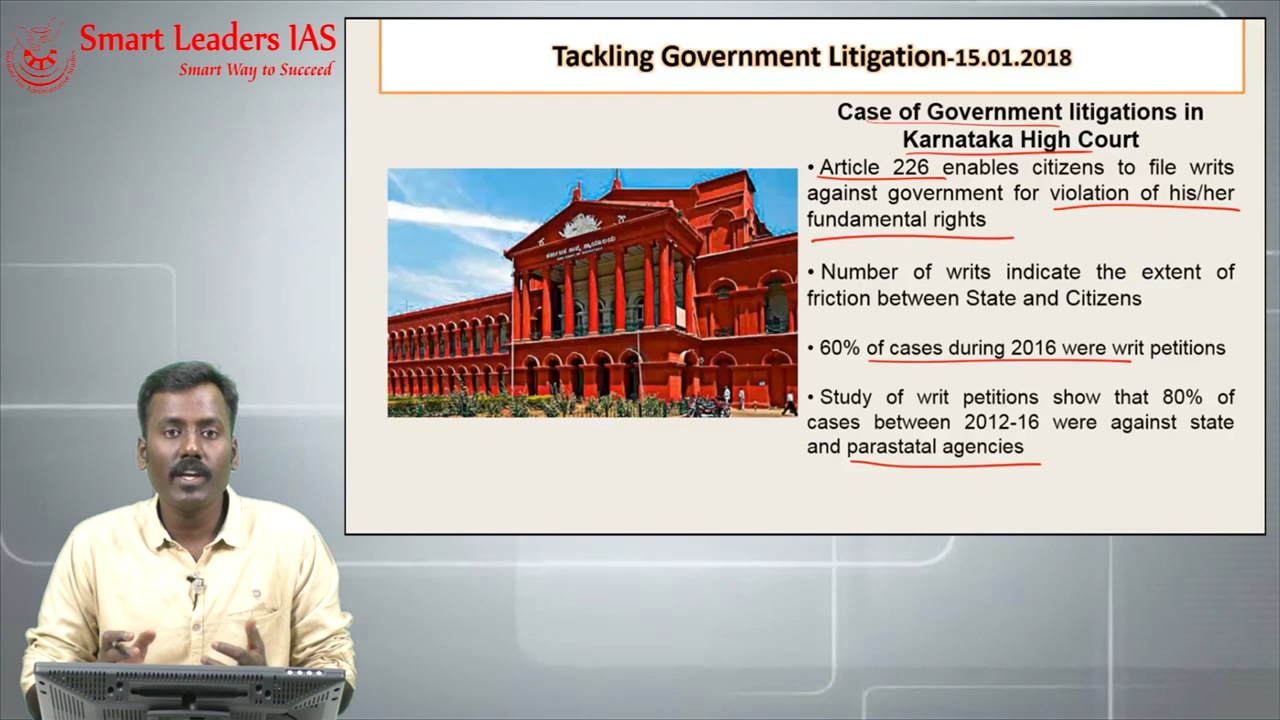 Smart Leaders IAS
Smart Way to Succeed
Tackling Government Litigation-15.01.2018
Case of Government litigations in
Karnataka High Court
• Article 226 enables citizens to file writs
against government for violation of his/her
fundamental rights
• Number of writs indicate the extent of
friction between State and Citizens
• 60% of cases during 2016 were writ petitions
• Study of writ petitions show that 80% of
cases between 2012-16 were against state
and parastatal agencies